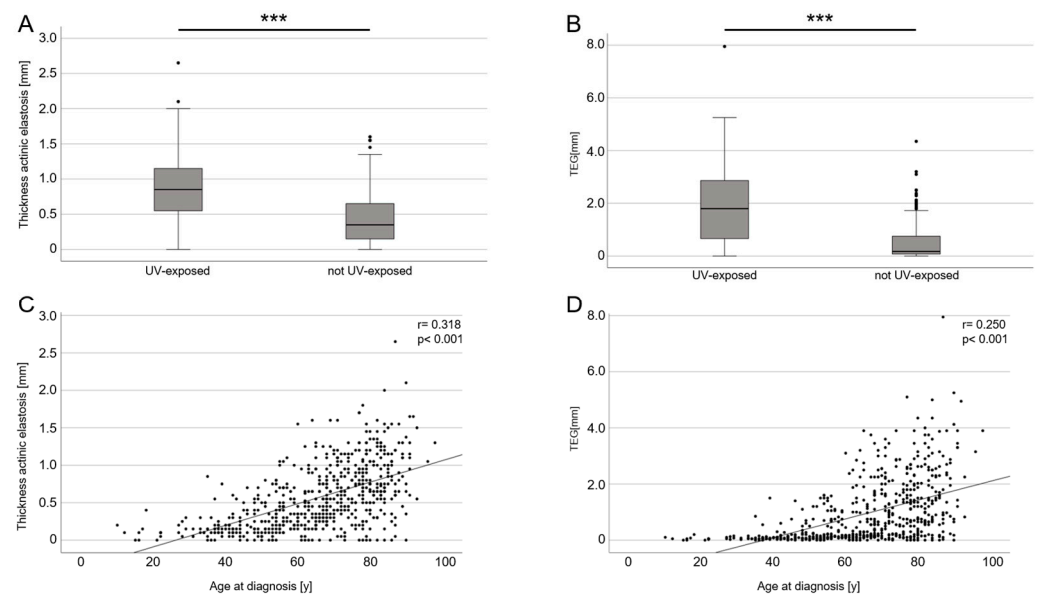 A
***
Thickness actinic elastosis [mm]
3.0
2.5
2.0
1.5
1.0
0.5
0
UV-exposed
not UV-exposed
B
***
TEG[mm]
8.0
6.0
4.0
2.0
0
UV-exposed
not UV-exposed
C
Thickness actinic elastosis [mm]
3.0
2.5
2.0
1.5
1.0
0.5
0
r= 0.318
p< 0.001
0 20 40 60 80 100
Age at diagnosis [y]
D
TEG[mm]
8.0
6.0
4.0
2.0
0
r= 0.250
p< 0.001
0 20 40 60 80 100
Age at diagnosis [y]